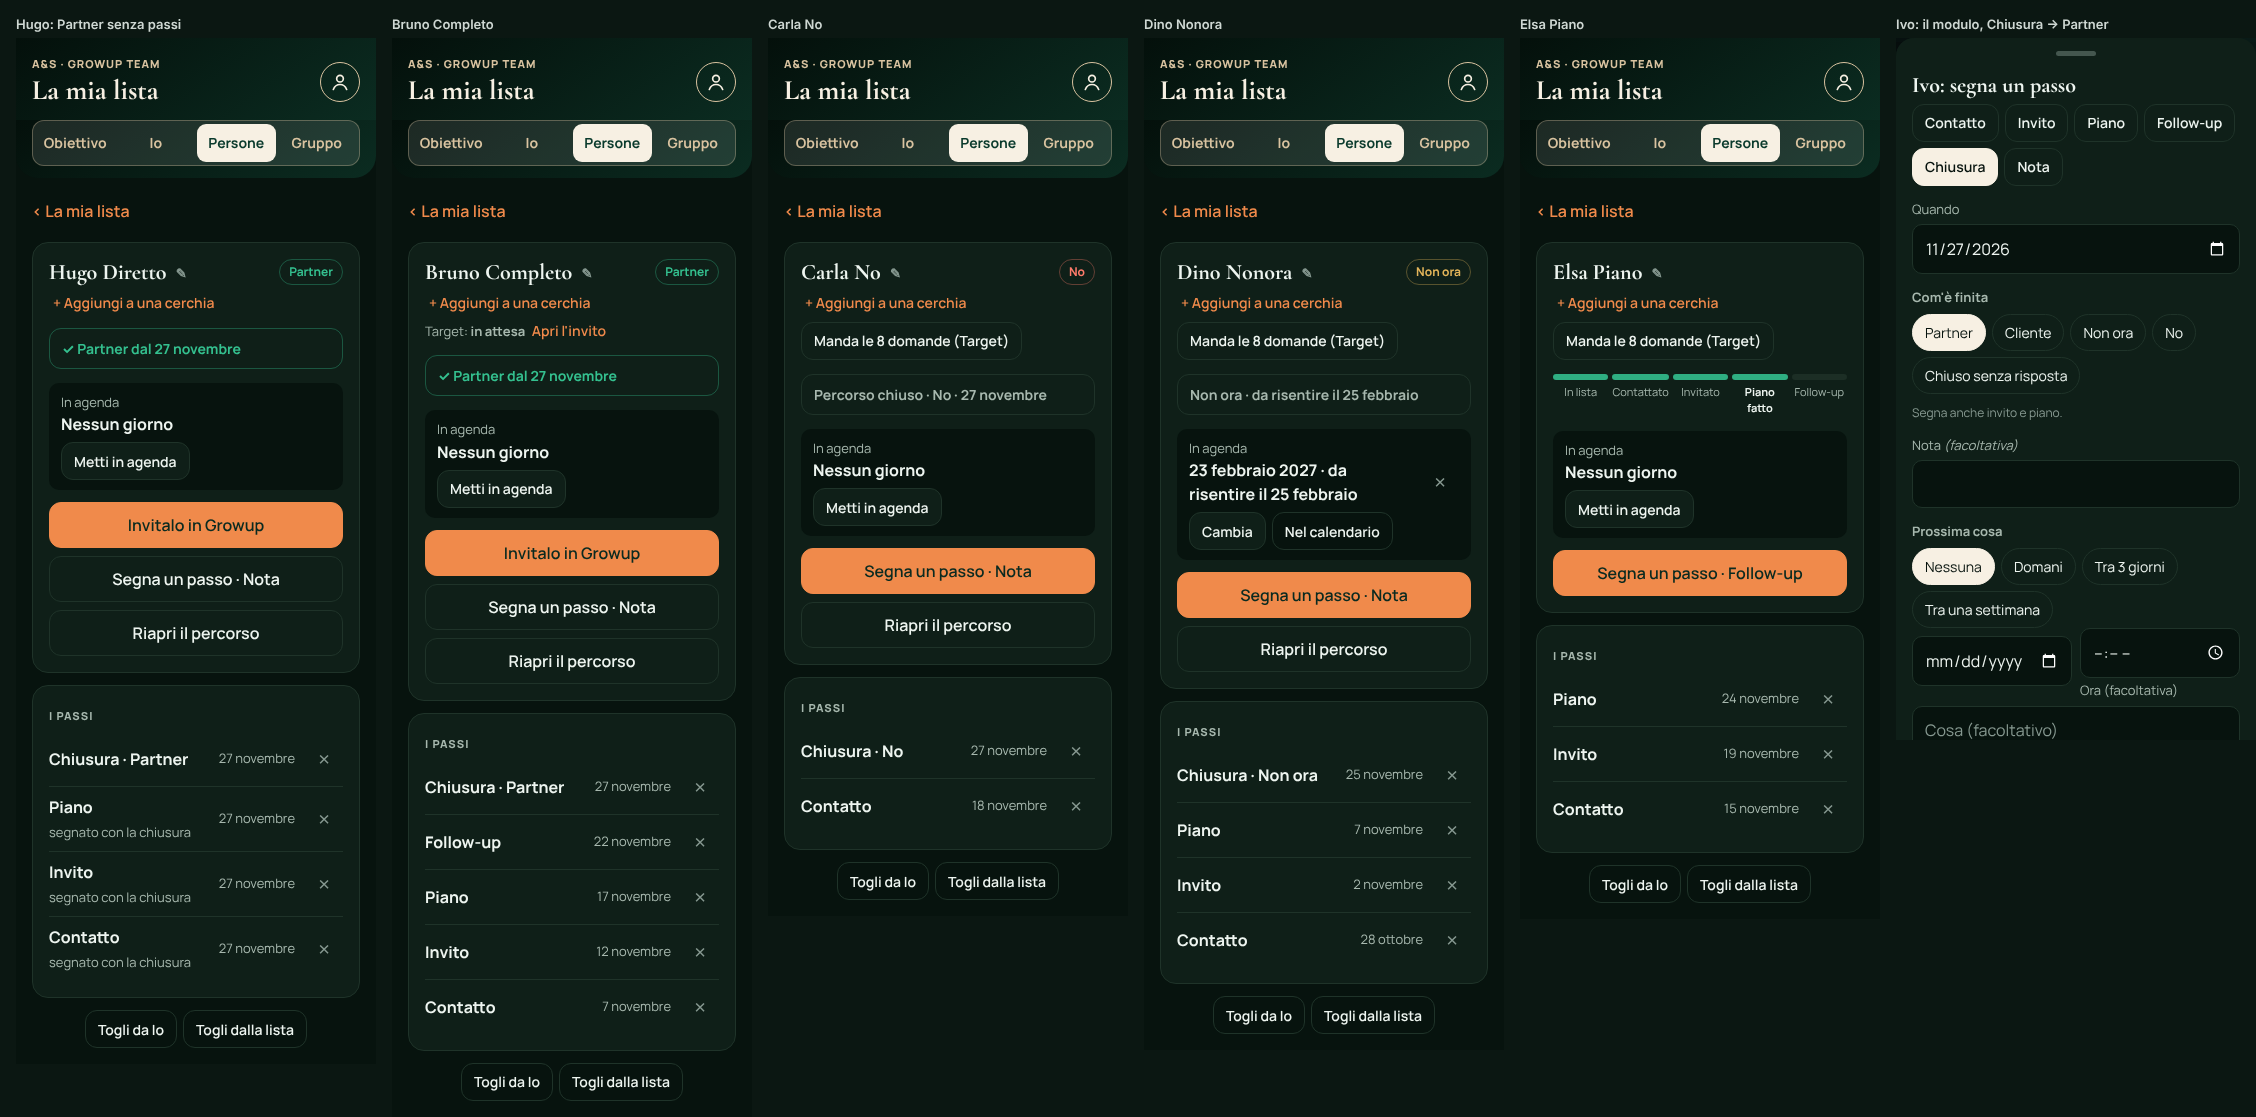 Hugo: Partner senza passi
A&S · GROWUP TEAM
La mia lista
Obiettivo Io Persone Gruppo
‹ La mia lista
Hugo Diretto ✎ Partner
+ Aggiungi a una cerchia
✓ Partner dal 27 novembre
In agenda
Nessun giorno
Metti in agenda
Invitalo in Growup
Segna un passo · Nota
Riapri il percorso
I PASSI
Chiusura · Partner 27 novembre ×
Piano
segnato con la chiusura 27 novembre ×
Invito
segnato con la chiusura 27 novembre ×
Contatto
segnato con la chiusura 27 novembre ×
Togli da Io Togli dalla lista
Bruno Completo
A&S · GROWUP TEAM
La mia lista
Obiettivo Io Persone Gruppo
‹ La mia lista
Bruno Completo ✎ Partner
+ Aggiungi a una cerchia
Target: in attesa Apri l'invito
✓ Partner dal 27 novembre
In agenda
Nessun giorno
Metti in agenda
Invitalo in Growup
Segna un passo · Nota
Riapri il percorso
I PASSI
Chiusura · Partner 27 novembre ×
Follow-up 22 novembre ×
Piano 17 novembre ×
Invito 12 novembre ×
Contatto 7 novembre ×
Togli da Io Togli dalla lista
Carla No
A&S · GROWUP TEAM
La mia lista
Obiettivo Io Persone Gruppo
‹ La mia lista
Carla No ✎ No
+ Aggiungi a una cerchia
Manda le 8 domande (Target)
Percorso chiuso · No · 27 novembre
In agenda
Nessun giorno
Metti in agenda
Segna un passo · Nota
Riapri il percorso
I PASSI
Chiusura · No 27 novembre ×
Contatto 18 novembre ×
Togli da Io Togli dalla lista
Dino Nonora
A&S · GROWUP TEAM
La mia lista
Obiettivo Io Persone Gruppo
‹ La mia lista
Dino Nonora ✎ Non ora
+ Aggiungi a una cerchia
Manda le 8 domande (Target)
Non ora · da risentire il 25 febbraio
In agenda
23 febbraio 2027 · da
risentire il 25 febbraio ×
Cambia Nel calendario
Segna un passo · Nota
Riapri il percorso
I PASSI
Chiusura · Non ora 25 novembre ×
Piano 7 novembre ×
Invito 2 novembre ×
Contatto 28 ottobre ×
Togli da Io Togli dalla lista
Elsa Piano
A&S · GROWUP TEAM
La mia lista
Obiettivo Io Persone Gruppo
‹ La mia lista
Elsa Piano ✎
+ Aggiungi a una cerchia
Manda le 8 domande (Target)
In lista Contattato Invitato Piano fatto Follow-up
In agenda
Nessun giorno
Metti in agenda
Segna un passo · Follow-up
I PASSI
Piano 24 novembre ×
Invito 19 novembre ×
Contatto 15 novembre ×
Togli da Io Togli dalla lista
Ivo: il modulo, Chiusura → Partner
Ivo: segna un passo
Contatto Invito Piano Follow-up
Chiusura Nota
Quando
11/27/2026
Com'è finita
Partner Cliente Non ora No
Chiuso senza risposta
Segna anche invito e piano.
Nota (facoltativa)
Prossima cosa
Nessuna Domani Tra 3 giorni
Tra una settimana
mm/dd/yyyy --:-- 
Ora (facoltativa)
Cosa (facoltativo)